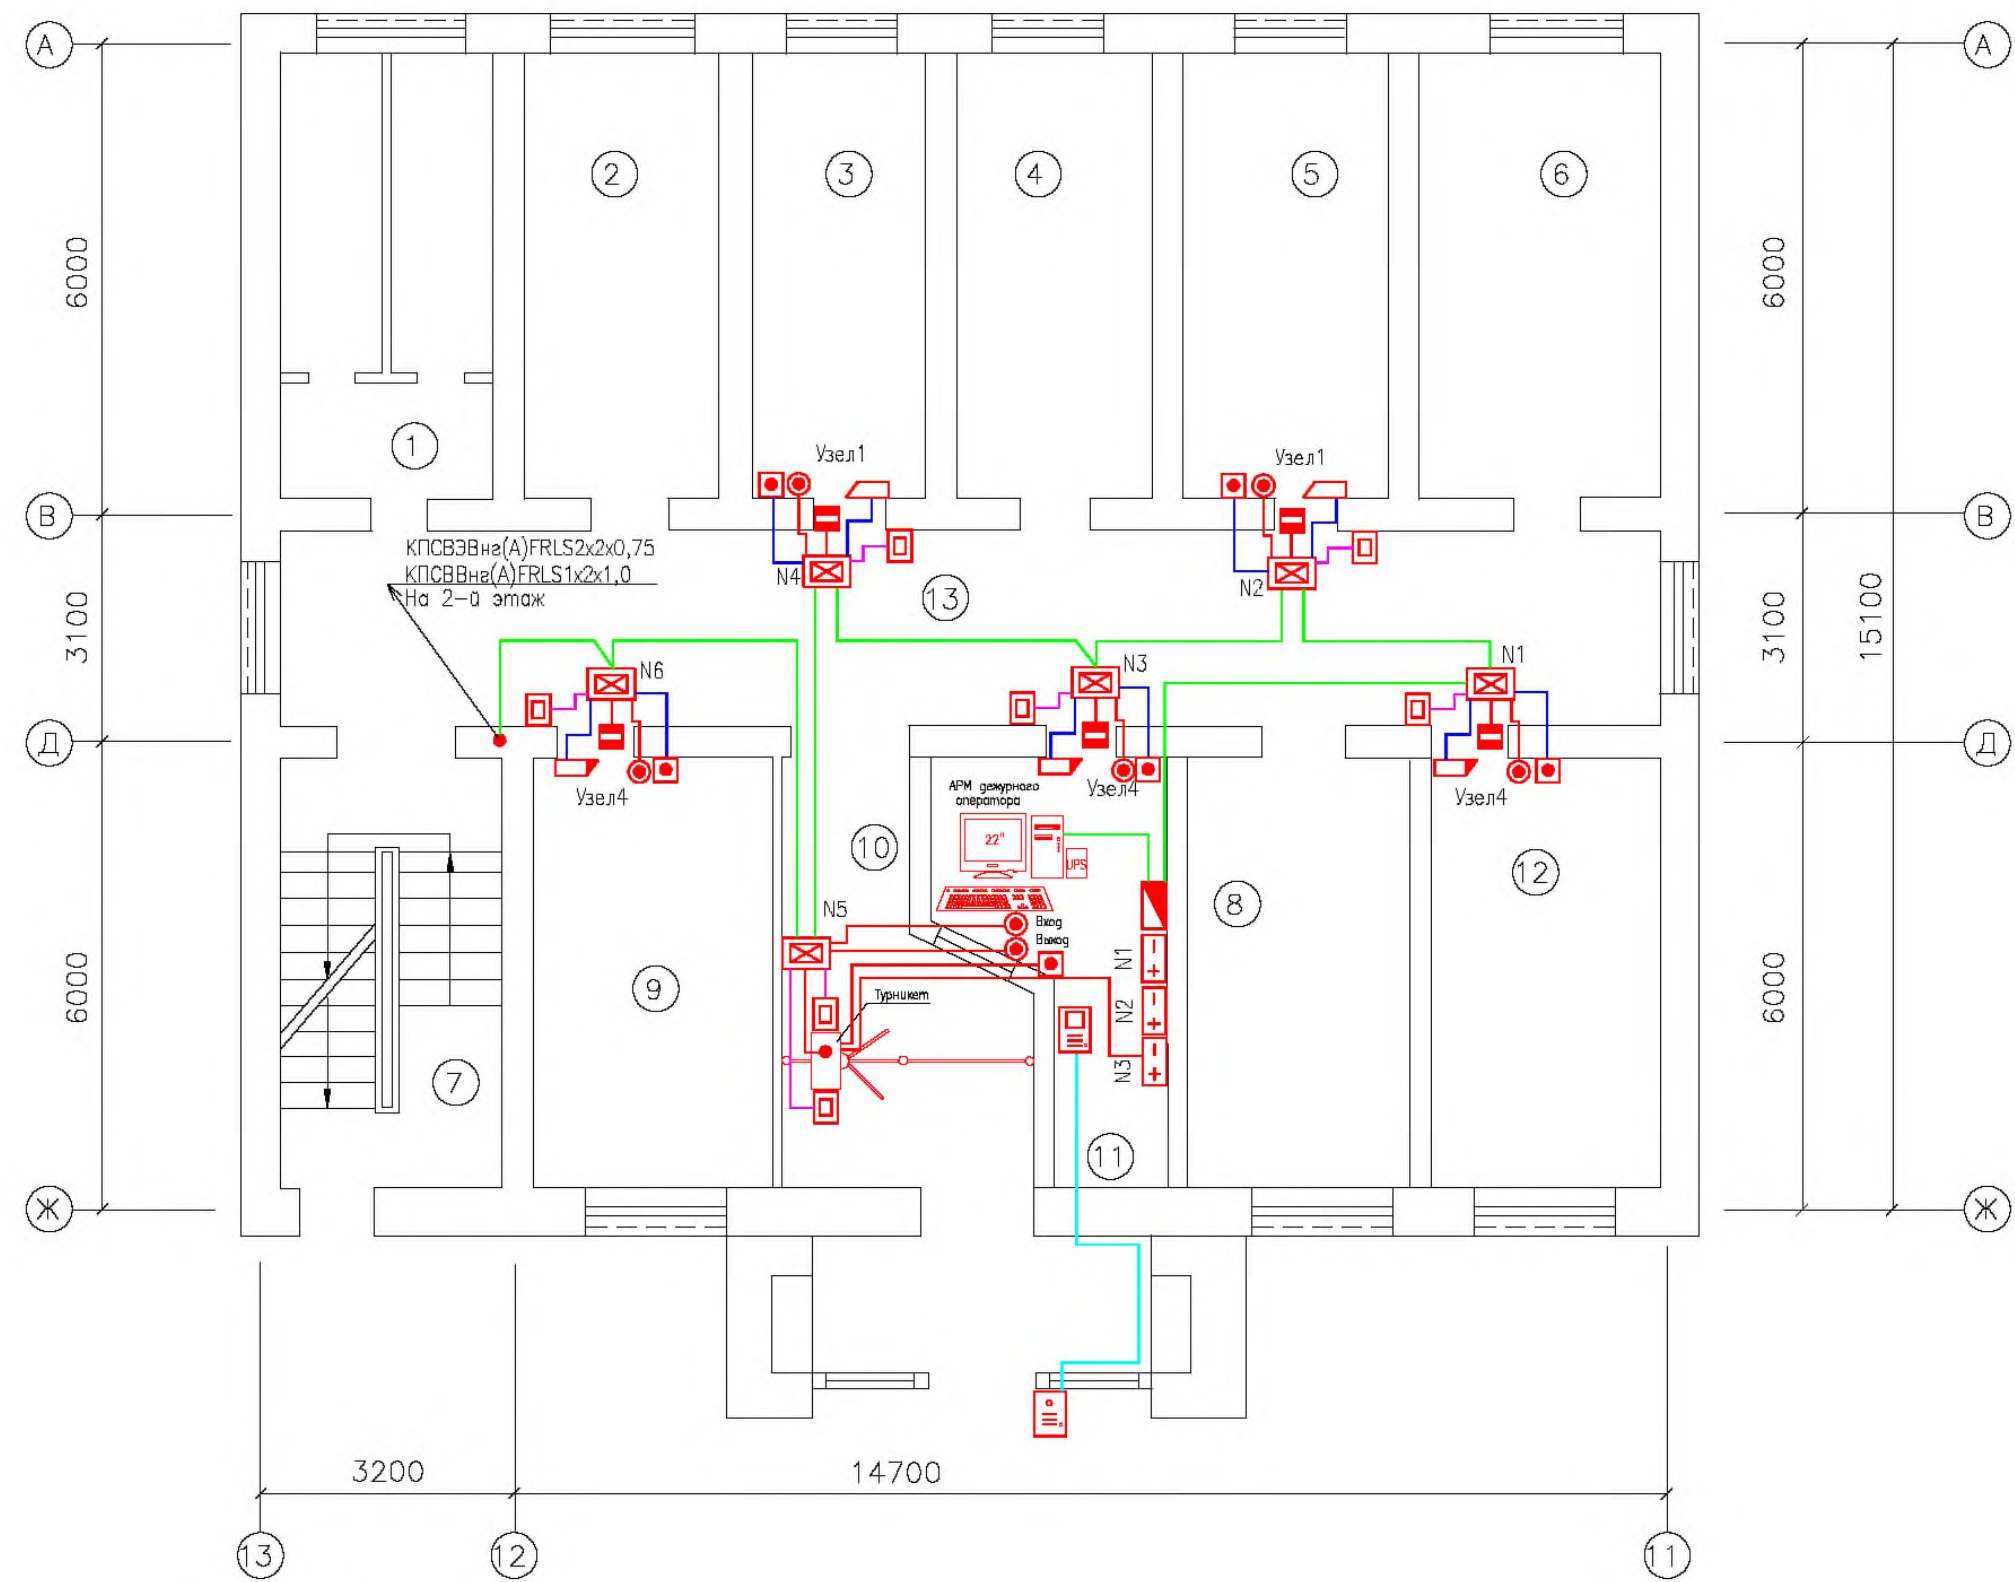 А
А
2
3
4
5
6
6000
6000
1
Узел1
Узел1
В
В
КПСВЭВнг(А)FRLS2x2x0,75
КПСВВнг(А)FRLS1x2x1,0
На 2-й этаж
N4
N2
13
3100
3100
15100
N6
N3
N1
Д
Д
Узел4
Узел4
Узел4
АРМ дежурного
оператора
22"
UPS
10
12
8
N5
Вход
Выход
N1
N2
N3
9
Турникет
6000
6000
7
11
Ж
Ж
3200
14700
13
12
11